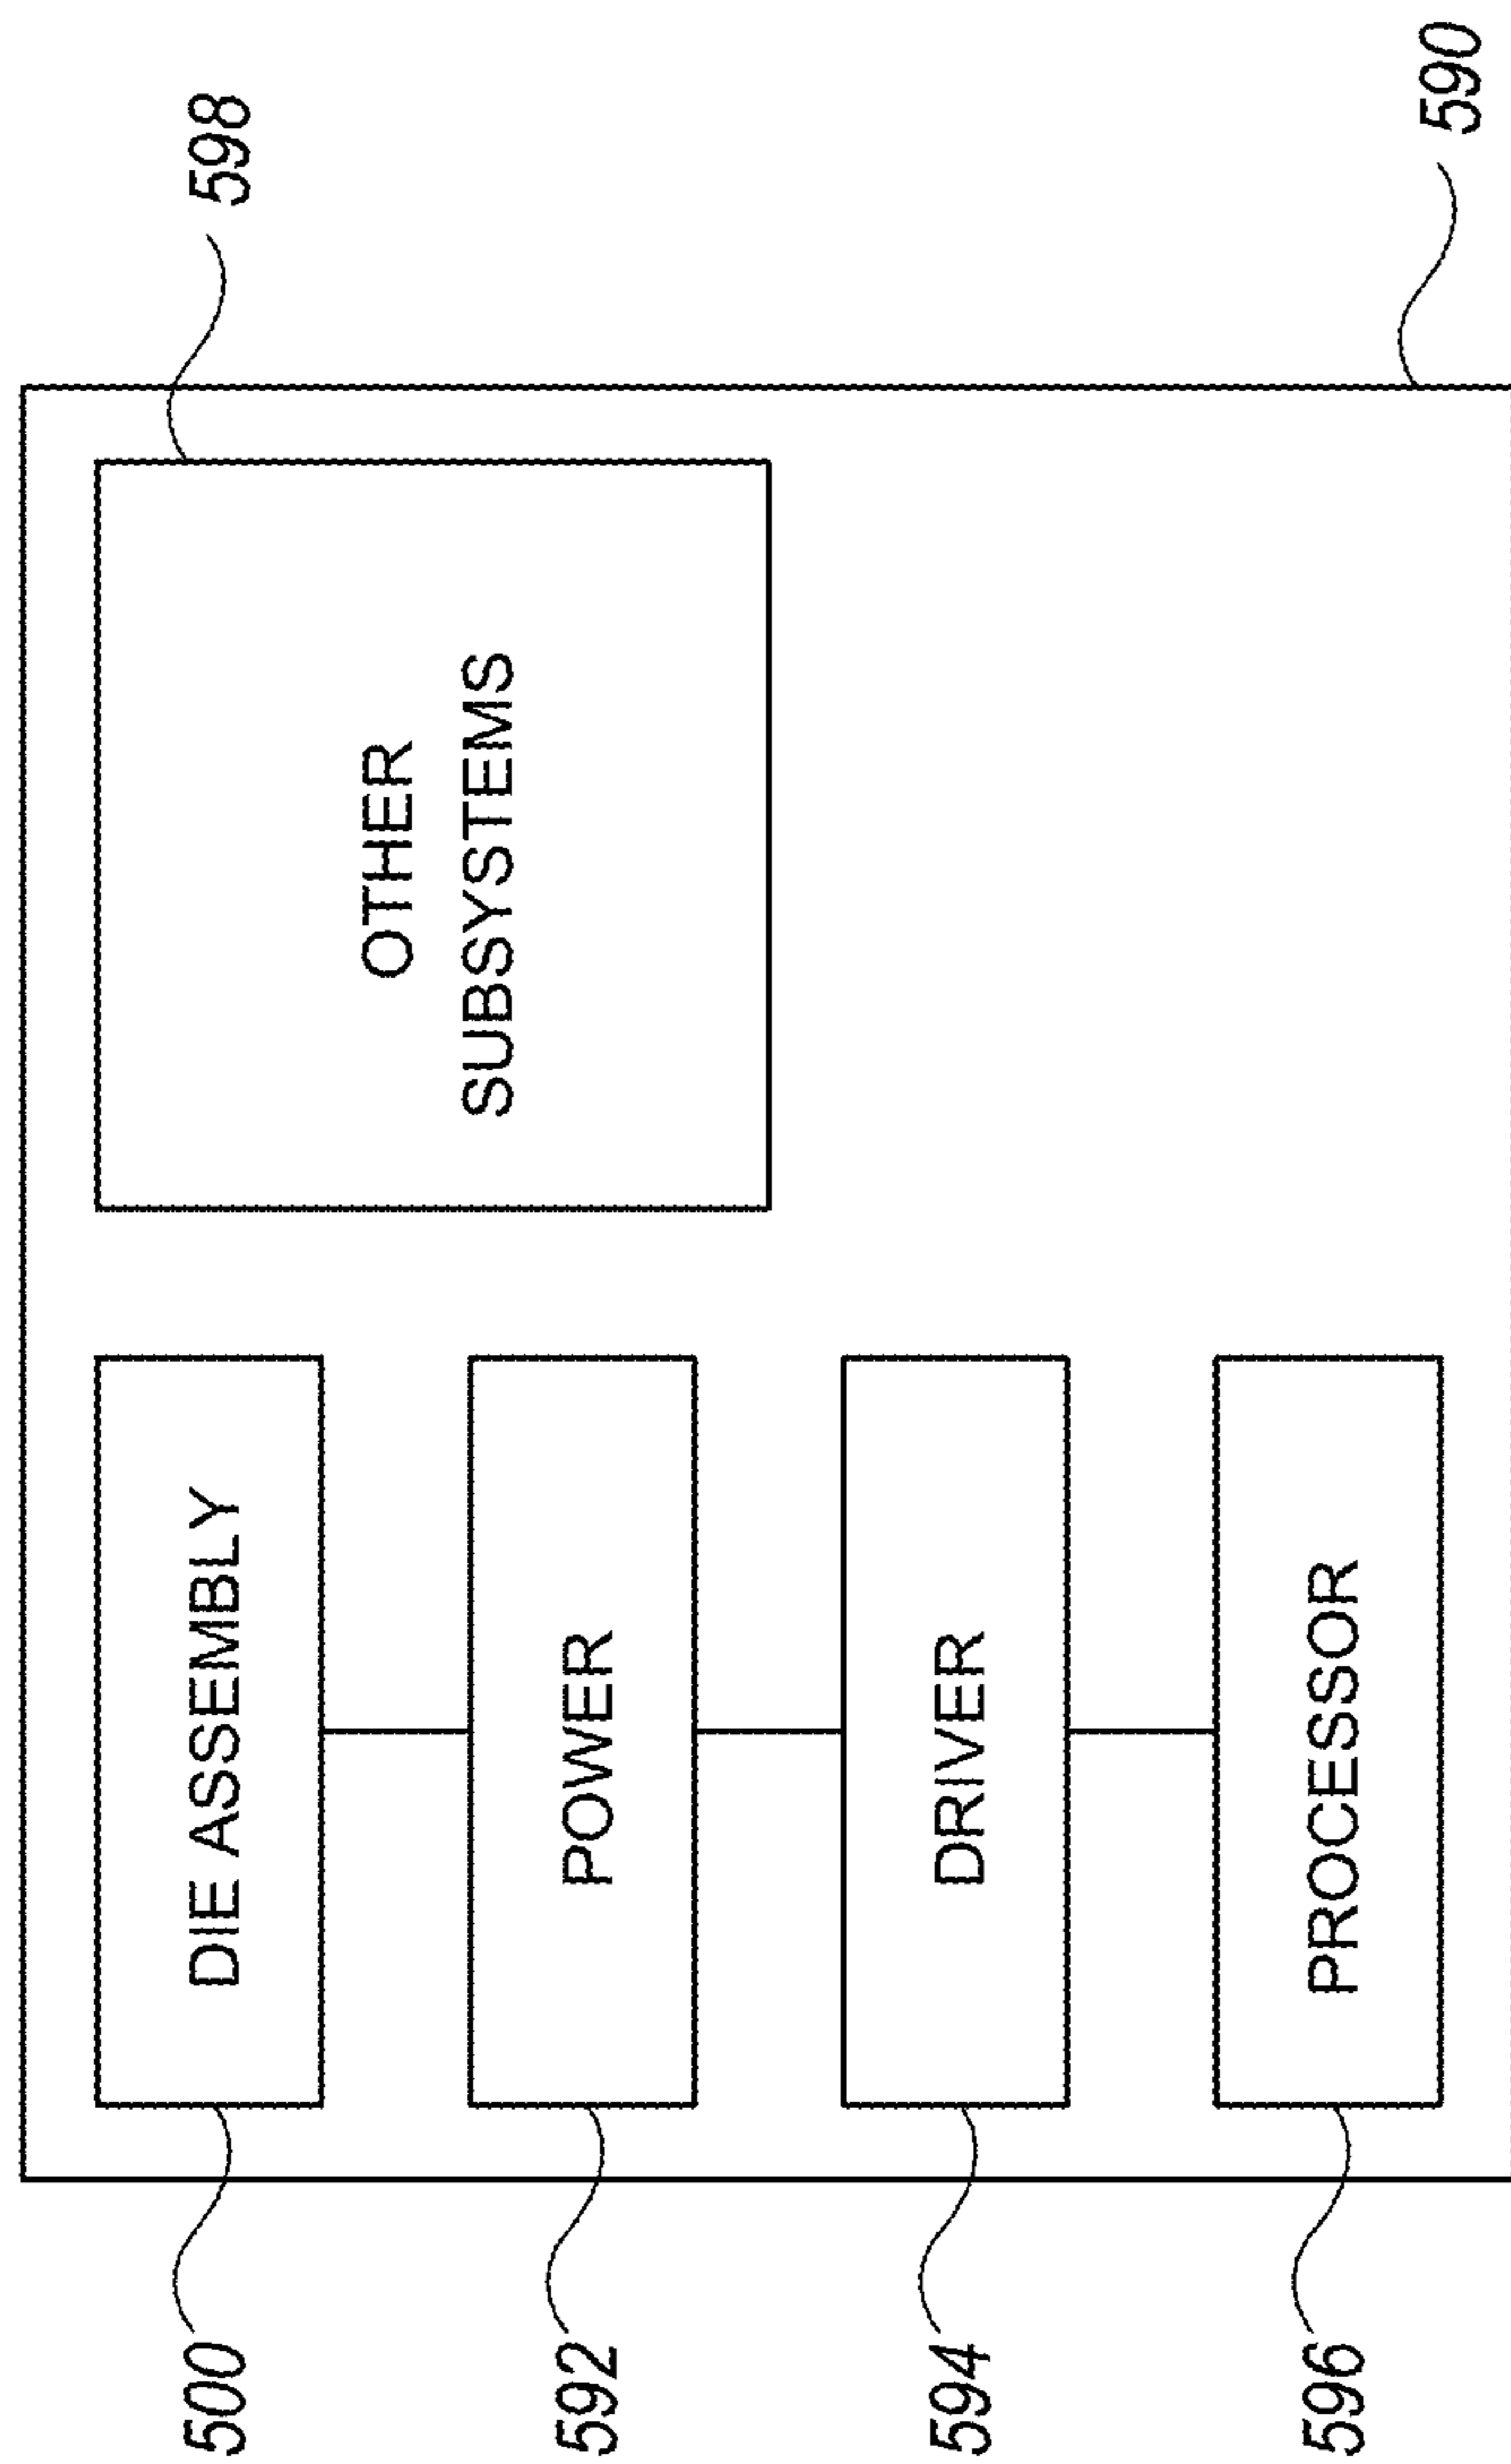 500
DIE ASSEMBLY
592
POWER
594
DRIVER
596
PROCESSOR
OTHER
SUBSYSTEMS
598
590